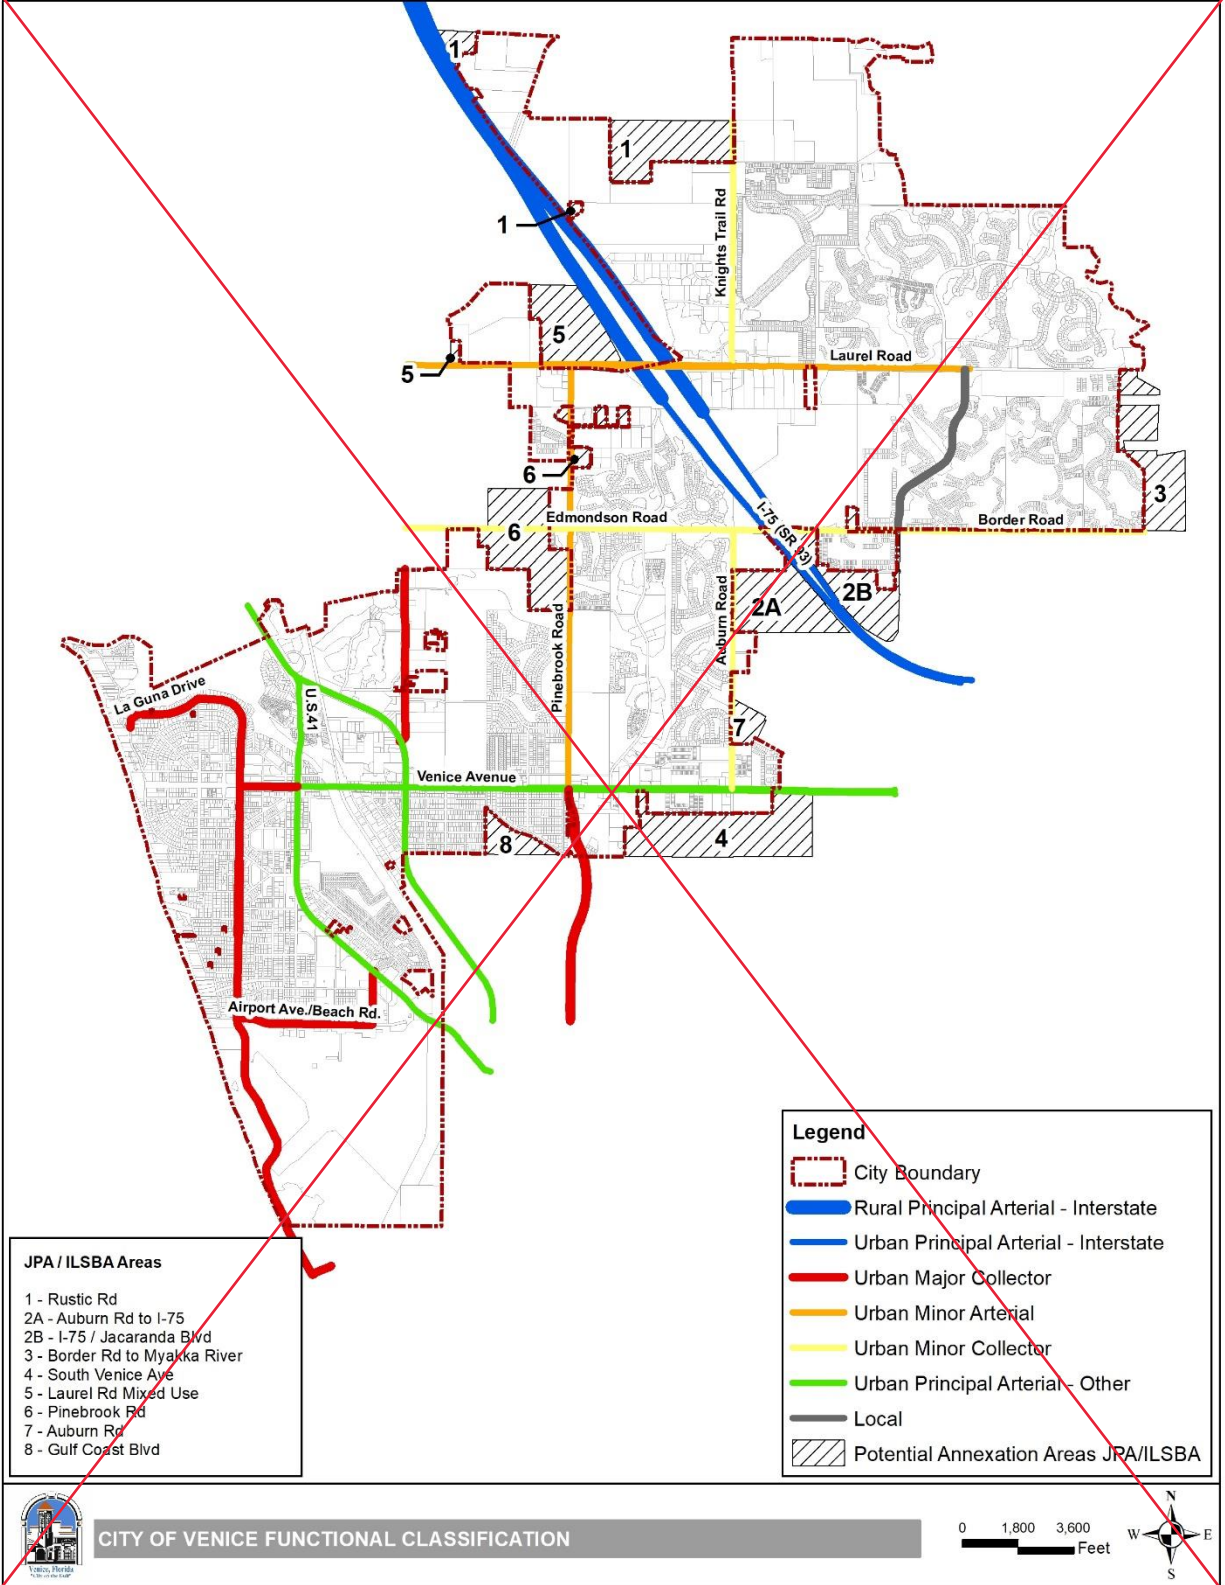 1
1
1
Knights Trail Rd
5
Laurel Road
5
6
3
I-75 (SR 93)
Edmondson Road
Border Road
6
2A
2B
Auburn Road
Pinebrook Road
La Guna Drive
U.S.41
7
Venice Avenue
8
4
Airport Ave./Beach Rd.
Legend
City Boundary
Rural Principal Arterial - Interstate
Urban Principal Arterial - Interstate
Urban Major Collector
Urban Minor Arterial
Urban Minor Collector
Urban Principal Arterial - Other
Local
Potential Annexation Areas JPA/ILSBA
JPA / ILSBA Areas
1 - Rustic Rd
2A - Auburn Rd to I-75
2B - I-75 / Jacaranda Blvd
3 - Border Rd to Myakka River
4 - South Venice Ave
5 - Laurel Rd Mixed Use
6 - Pinebrook Rd
7 - Auburn Rd
8 - Gulf Coast Blvd
Venice, Florida
"City on the Gulf"
CITY OF VENICE FUNCTIONAL CLASSIFICATION
0 1,800 3,600
Feet
N
W E
S